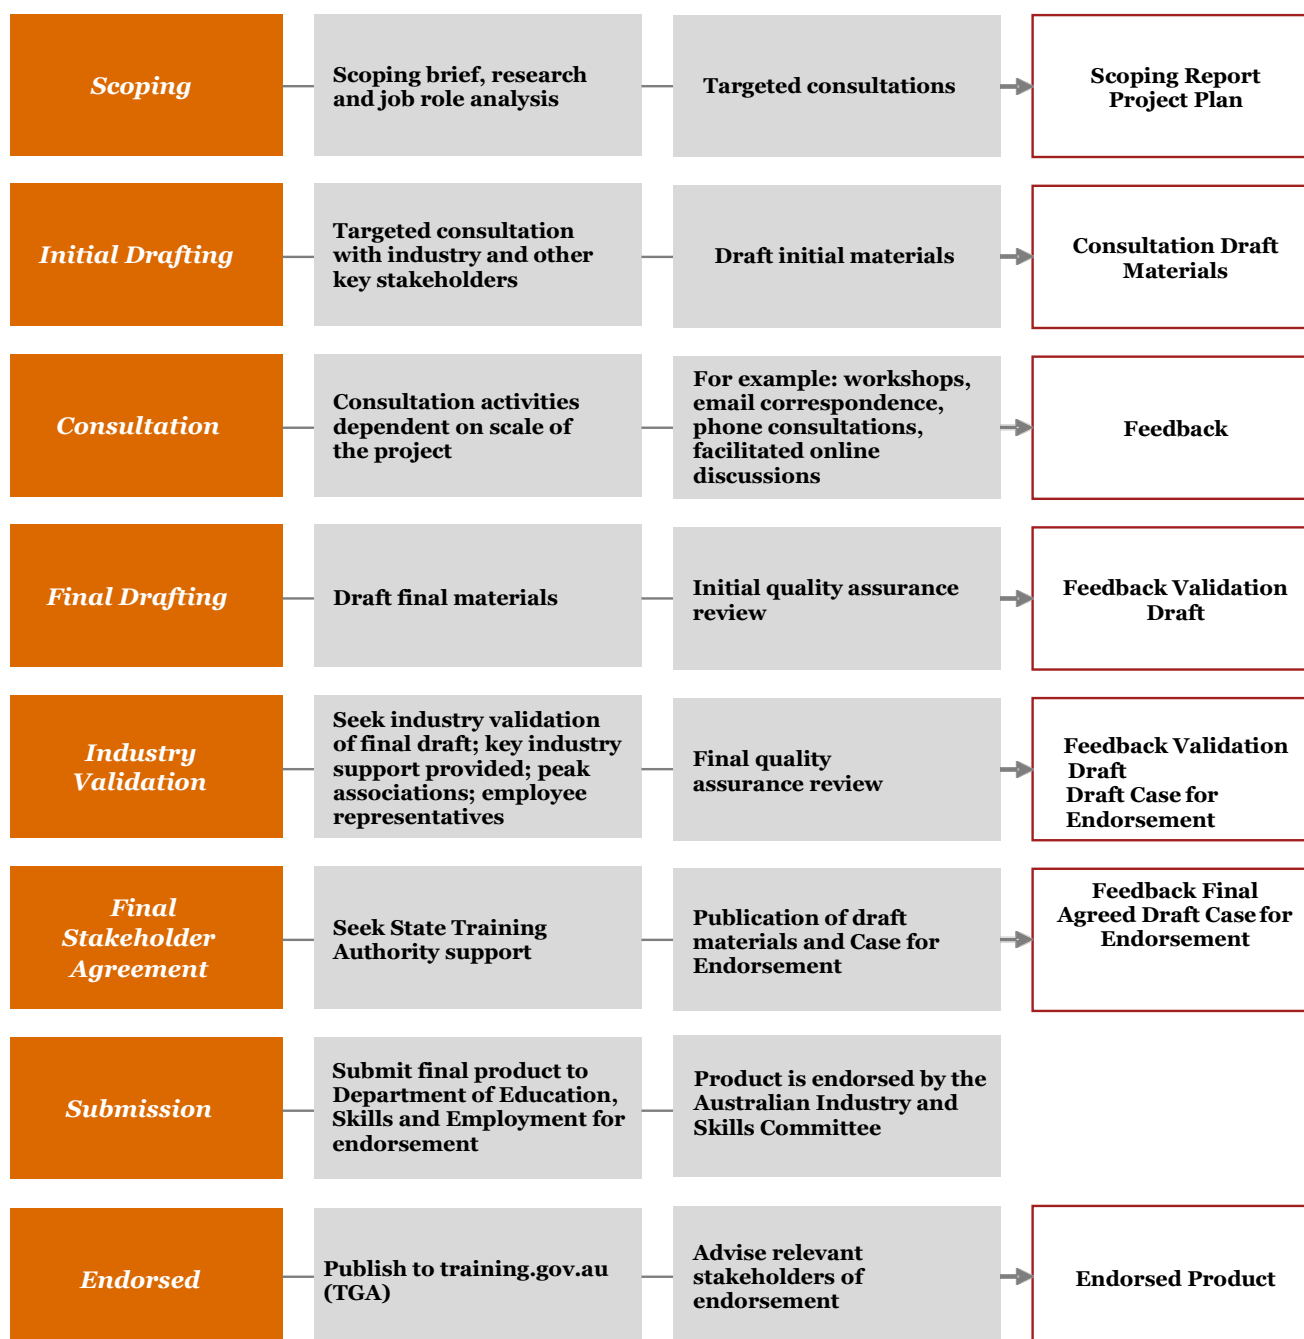 Scoping
Scoping brief, research
and job role analysis
Targeted consultations
Scoping Report
Project Plan
Initial Drafting
Targeted consultation
with industry and other
key stakeholders
Draft initial materials
Consultation Draft
Materials
Consultation
Consultation activities
dependent on scale of
the project
For example: workshops,
email correspondence,
phone consultations,
facilitated online
discussions
Feedback
Final Drafting
Draft final materials
Initial quality assurance
review
Feedback Validation
Draft
Industry
Validation
Seek industry validation
of final draft; key industry
support provided; peak
associations; employee
representatives
Final quality
assurance review
Feedback Validation
Draft
Draft Case for
Endorsement
Final
Stakeholder
Agreement
Seek State Training
Authority support
Publication of draft
materials and Case for
Endorsement
Feedback Final
Agreed Draft Case for
Endorsement
Submission
Submit final product to
Department of Education,
Skills and Employment for
endorsement
Product is endorsed by the
Australian Industry and
Skills Committee
Endorsed
Publish to training.gov.au
(TGA)
Advise relevant
stakeholders of
endorsement
Endorsed Product